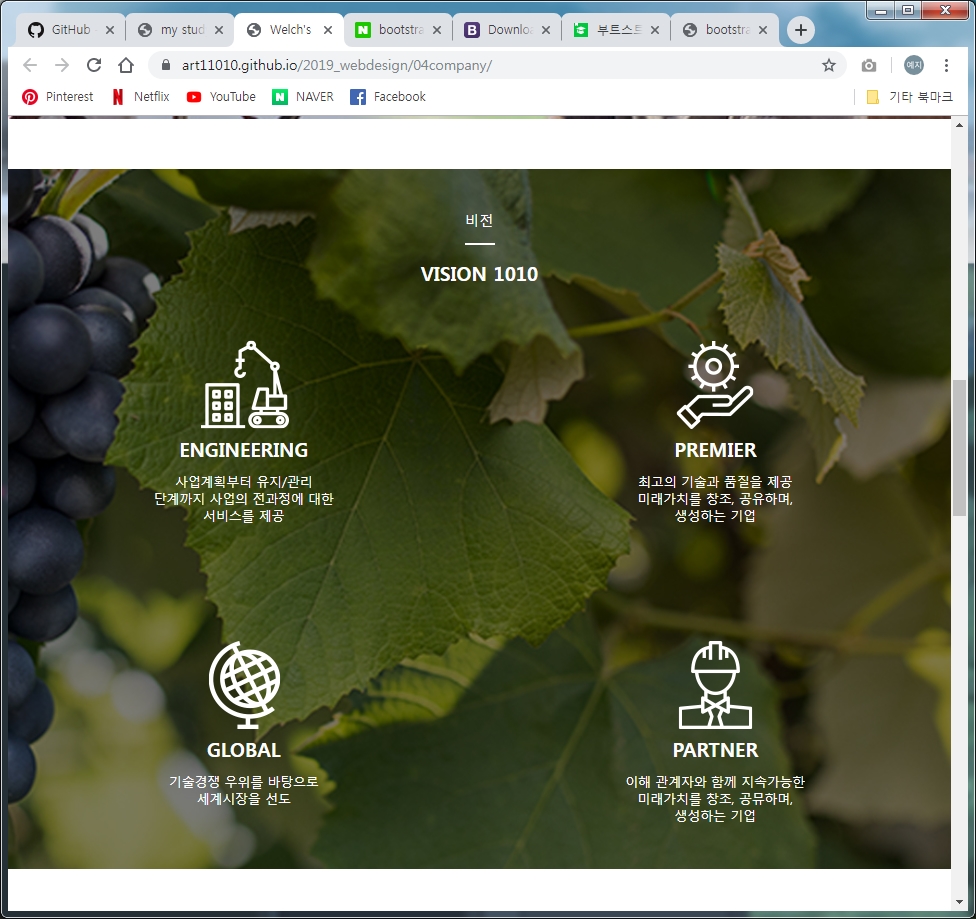 GitHub
my stud
Welch's
bootstra
Downlo
부트스트
bootstra
art11010.github.io/2019_webdesign/04company/
예지
Pinterest
Netflix
YouTube
NAVER
Facebook
기타 북마크
비전
VISION 1010
ENGINEERING
사업계획부터 유지/관리
단계까지 사업의 전과정에 대한
서비스를 제공
PREMIER
최고의 기술과 품질을 제공
미래가치를 창조, 공유하며,
생성하는 기업
GLOBAL
기술경쟁 우위를 바탕으로
세계시장을 선도
PARTNER
이해 관계자와 함께 지속가능한
미래가치를 창조, 공뮤하며,
생성하는 기업